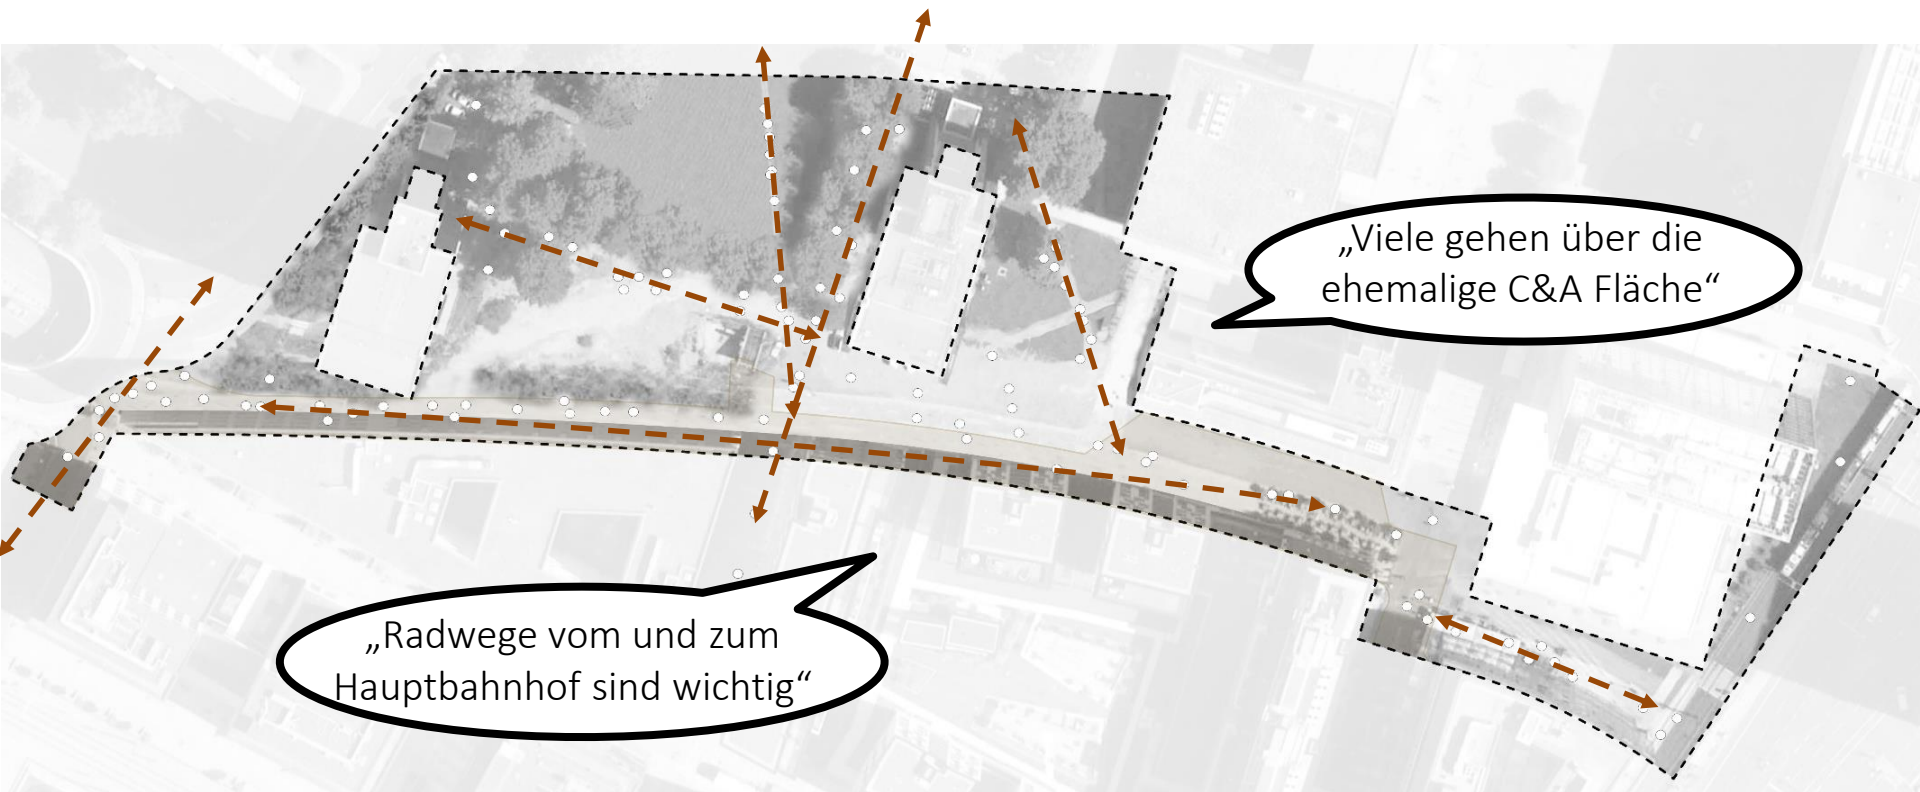 „Viele gehen über die
ehemalige C&A Fläche“
„Radwege vom und zum
Hauptbahnhof sind wichtig“